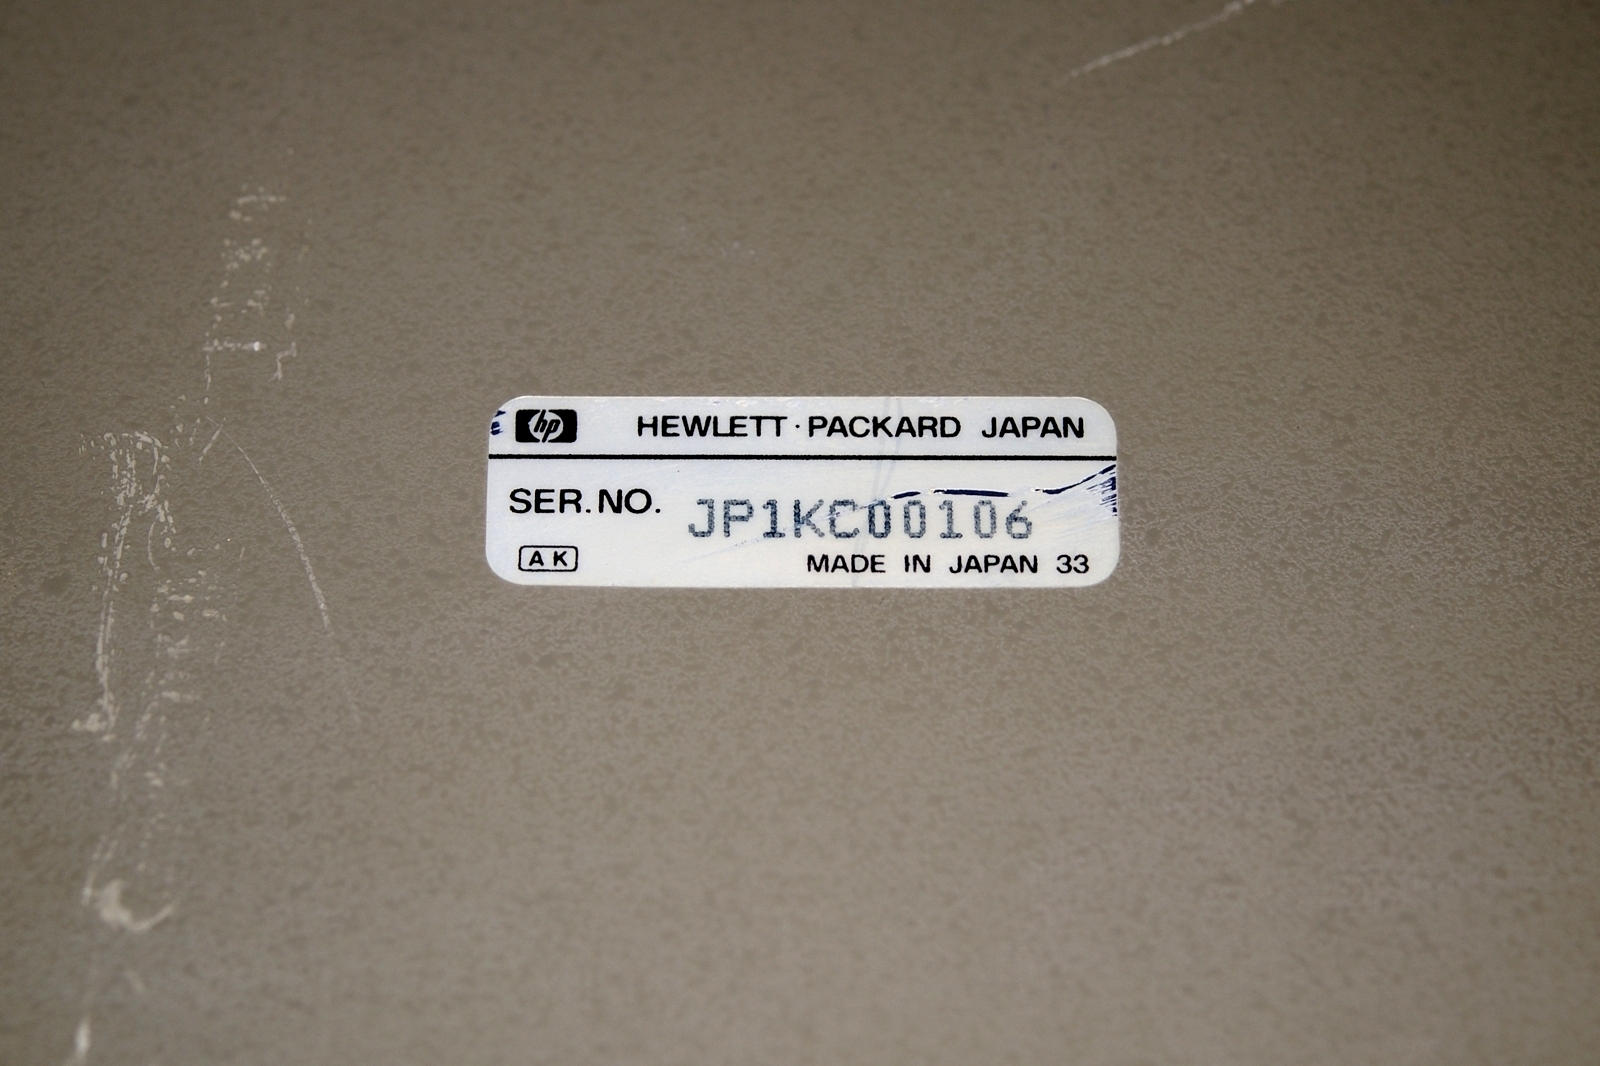 hp HEWLETT·PACKARD JAPAN
SER.NO. JP1KC00106
AK MADE IN JAPAN 33